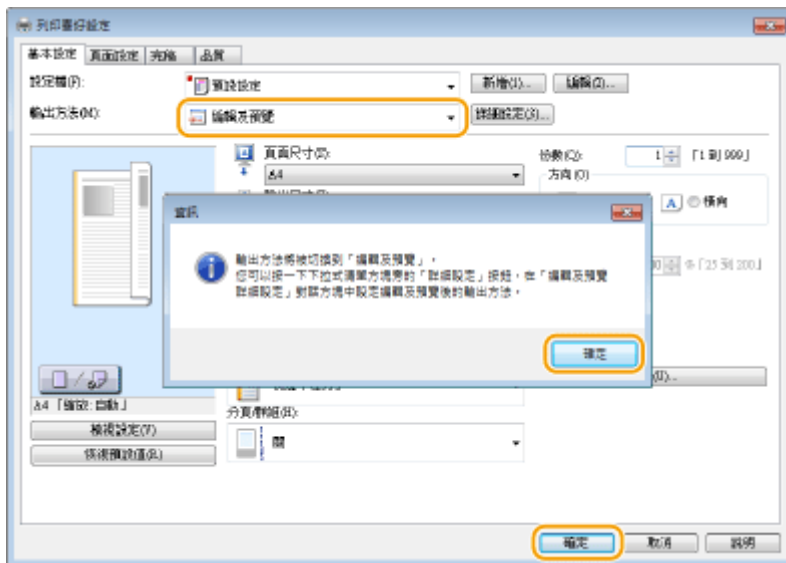 列印喜好設定
基本設定 頁面設定 完稿 品質
設定檔(F): 預設設定 新增(1)... 編輯(2)...
輸出方法(M): 編輯及預覽 詳細設定(3)...
頁面尺寸(S): 份數(Q): 1 「1 到 999」
A4 方向(O)
A 橫向
資訊
輸出方法將被切換到「編輯及預覽」。
您可以按一下下拉式清單方塊旁的「詳細設定」按鈕，在「編輯及預覽
詳細設定」對話方塊中設定編輯及預覽後的輸出方法。
% 「25 到 200」
確定
A4 「縮放: 自動」
分頁/群組(H):
檢視設定(V)
關
恢復預設值(R)
確定 取消 說明